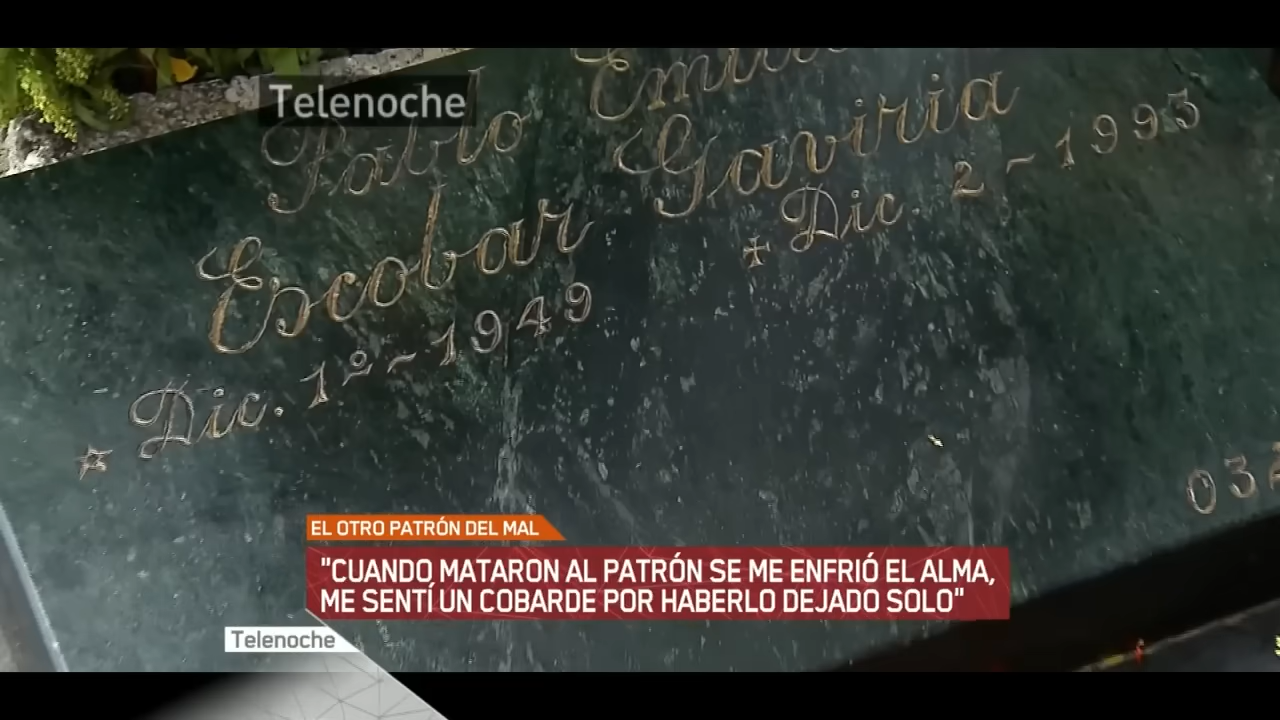 Telenoche
Pablo Emilio
Escobar Gaviria
Dic. 1º - 1949
Dic. 2 - 1993
EL OTRO PATRÓN DEL MAL
"CUANDO MATARON AL PATRÓN SE ME ENFRIÓ EL ALMA,
ME SENTÍ UN COBARDE POR HABERLO DEJADO SOLO"
Telenoche